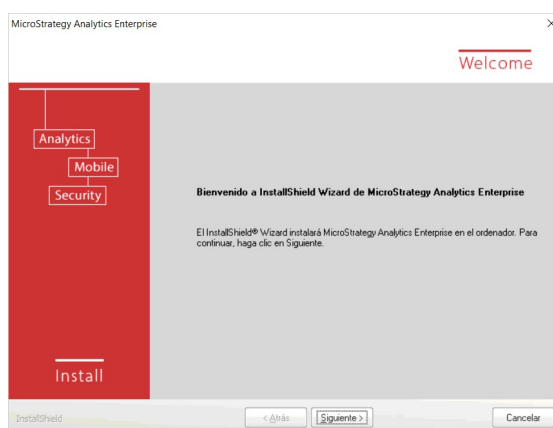 MicroStrategy Analytics Enterprise
Welcome
Analytics
Mobile
Security
Bienvenido a InstallShield Wizard de MicroStrategy Analytics Enterprise
El InstallShield® Wizard instalará MicroStrategy Analytics Enterprise en el ordenador. Para
continuar, haga clic en Siguiente.
Install
InstallShield
< Atrás
Siguiente >
Cancelar